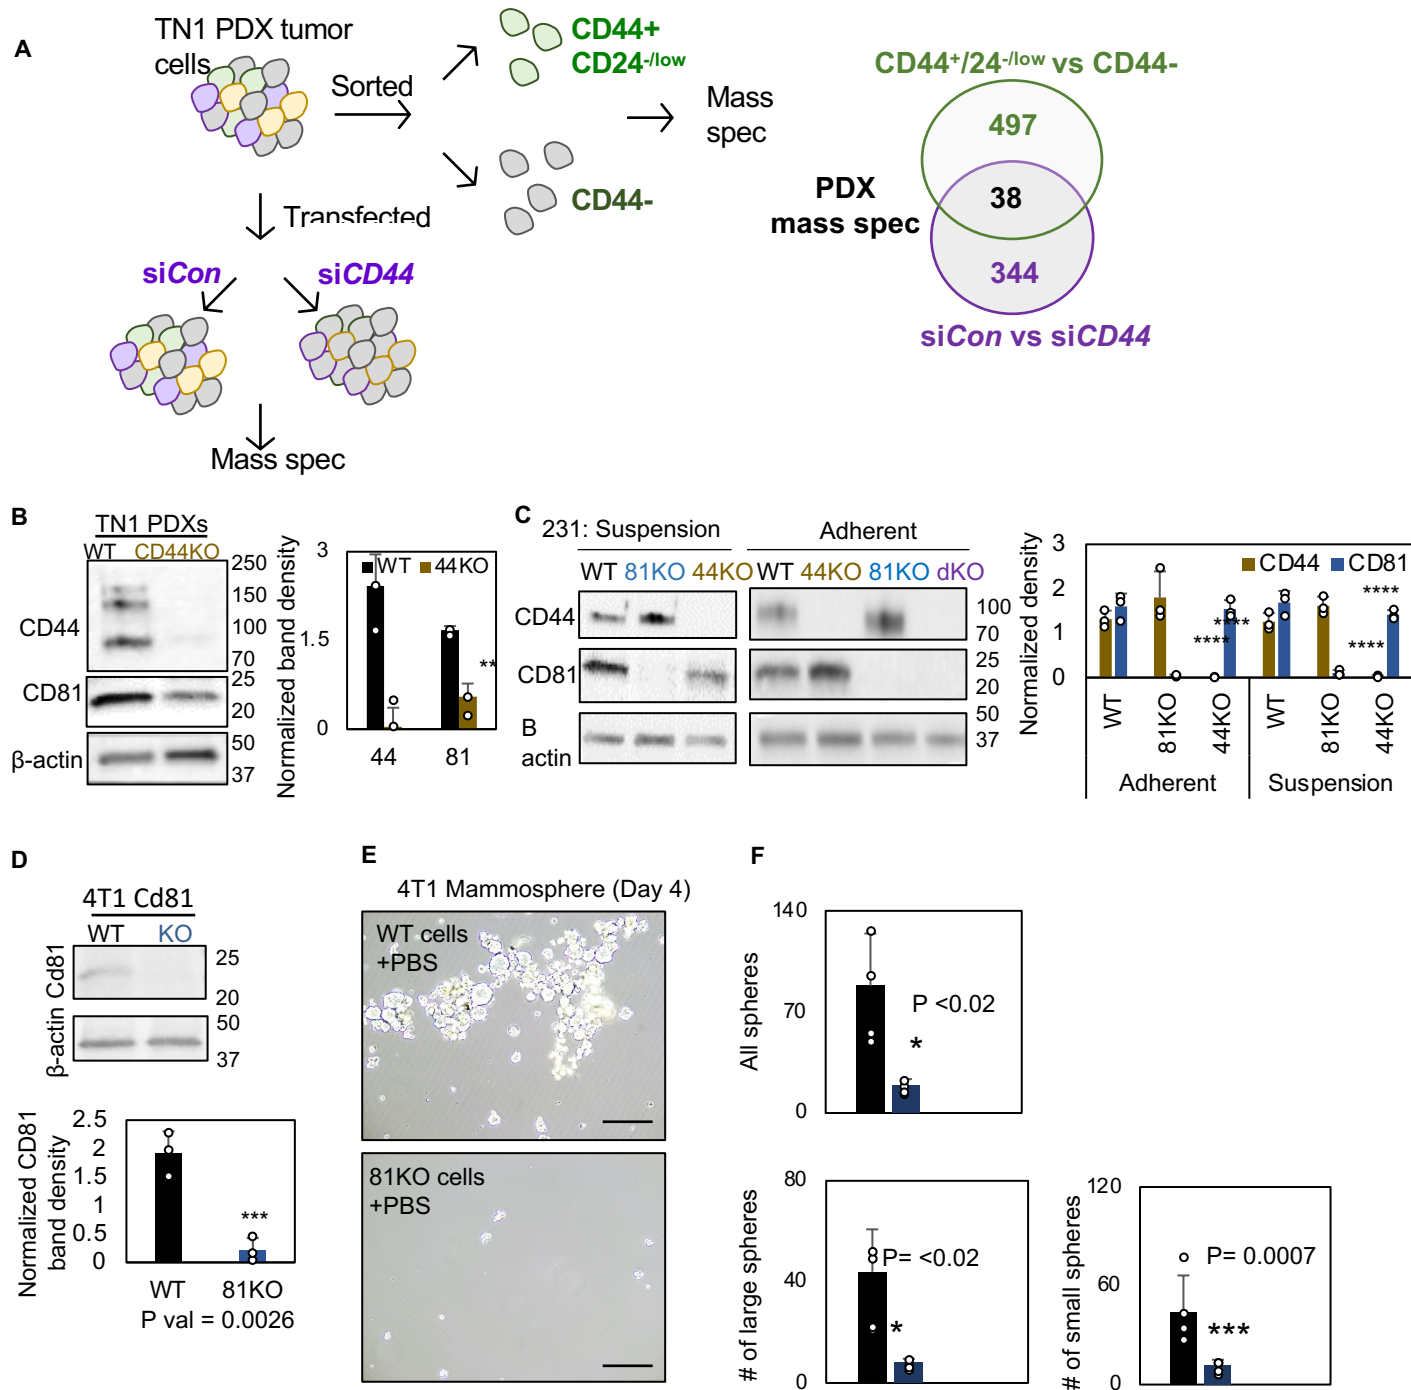 A
TN1 PDX tumor
cells
Sorted
CD44+
CD24-/low
CD44-
Mass
spec
Transfected
siCon
siCD44
Mass spec
CD44+/24-/low vs CD44-
497
PDX
mass spec
38
344
siCon vs siCD44
B
TN1 PDXs
WT CD44KO
CD44
250
150
100
70
CD81
25
20
β-actin
50
37
Normalized band density
3
1.5
0
WT 44KO
**
44 81
C
231: Suspension
Adherent
WT 81KO 44KO
WT 44KO 81KO dKO
CD44
100
70
CD81
25
20
B
actin
50
37
Normalized density
3
2
1
0
CD44 CD81
****
****
****
****
WT 81KO 44KO WT 81KO 44KO
Adherent Suspension
D
4T1 Cd81
WT KO
Cd81
25
20
β-actin
50
37
Normalized CD81
band density
2.5
2
1.5
1
0.5
0
***
WT 81KO
P val = 0.0026
E
4T1 Mammosphere (Day 4)
WT cells
+PBS
81KO cells
+PBS
F
All spheres
140
70
0
P <0.02
*
# of large spheres
80
40
0
P= <0.02
*
# of small spheres
120
60
0
P= 0.0007
***